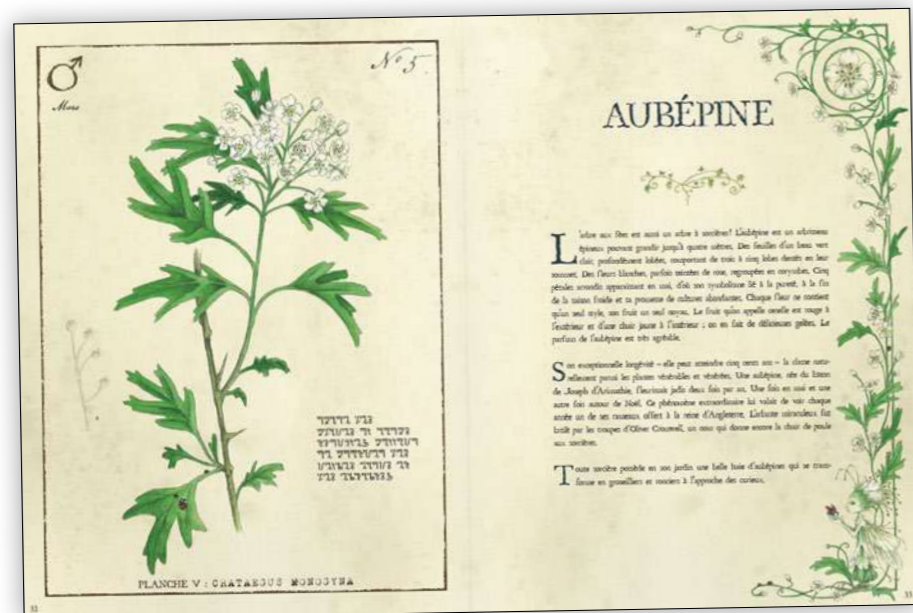 Mars
Nº 5.
PLANCHE V : CRATAEGUS MONOGYNA
32
AUBÉPINE
L'arbre aux fées est aussi un arbre à sorcières! L'aubépine est un arbrisseau
épineux pouvant grandir jusqu'à quatre mètres. Des feuilles d'un beau vert
clair, profondément lobées, comportant de trois à cinq lobes dentés en leur
sommet. Des fleurs blanches, parfois teintées de rose, regroupées en corymbes. Cinq
pétales arrondis apparaissent en mai, d'où son symbolisme lié à la pureté, à la fin
de la saison froide et sa promesse de cultures abondantes. Chaque fleur ne contient
qu'un seul style, son fruit un seul noyau. Le fruit qu'on appelle cenelle est rouge à
l'extérieur et d'une chair jaune à l'intérieur ; on en fait de délicieuses gelées. Le
parfum de l'aubépine est très agréable.
Son exceptionnelle longévité – elle peut atteindre cinq cents ans – la classe natu-
rellement parmi les plantes vénérables et vénérées. Une aubépine, née du bâton
de Joseph d'Arimathie, fleurissait jadis deux fois par an. Une fois en mai et une
autre fois autour de Noël. Ce phénomène extraordinaire lui valait de voir chaque
année un de ses rameaux offert à la reine d'Angleterre. L'arbuste miraculeux fut
brûlé par les troupes d'Oliver Cromwell, un nom qui donne encore la chair de poule
aux sorcières.
Toute sorcière possède en son jardin une belle haie d'aubépines qui se trans-
forme en groseilliers et rosiers à l'approche des curieux.
33